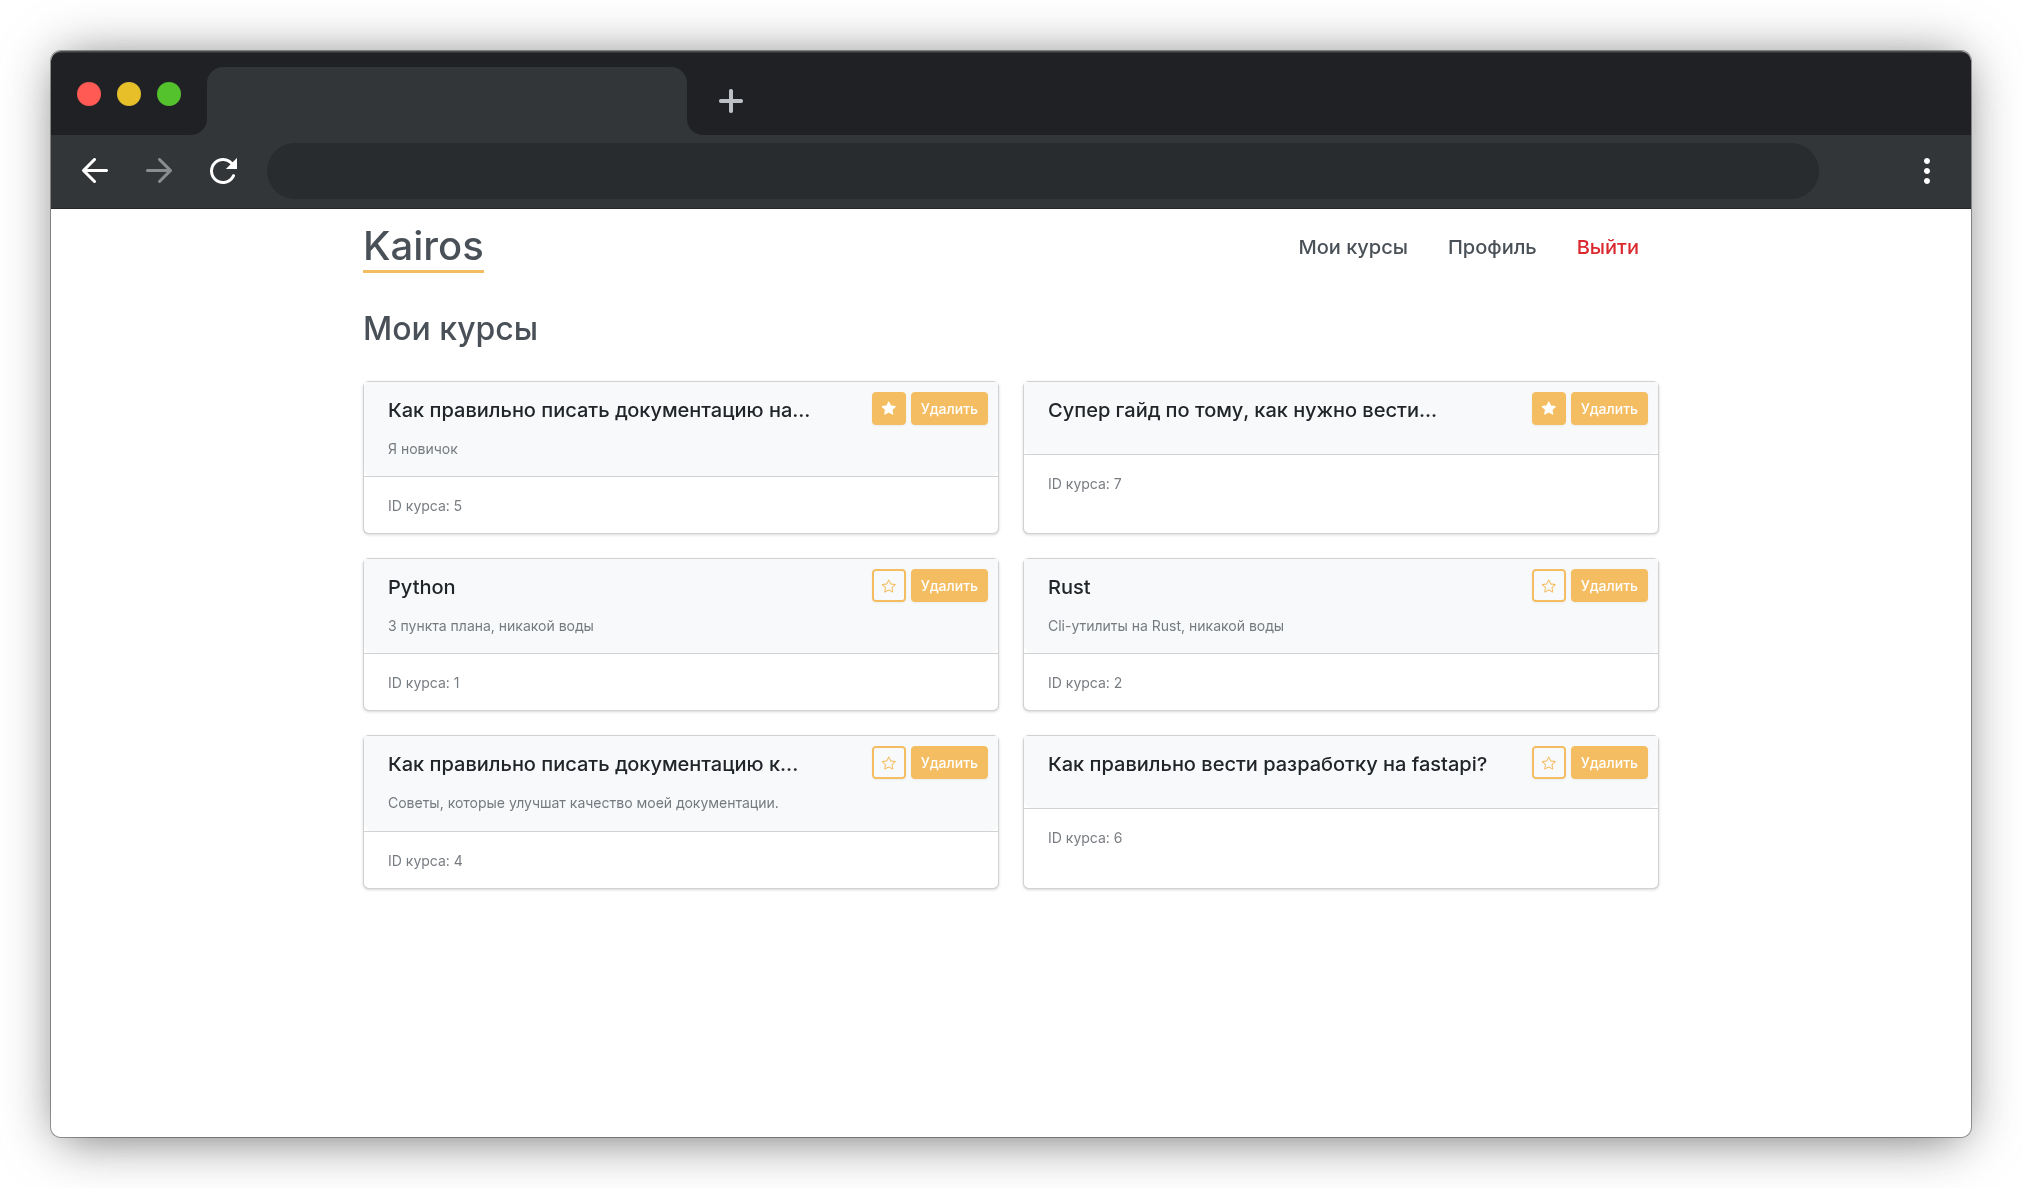 Kairos
Мои курсы
Профиль
Выйти
Мои курсы
Как правильно писать документацию на...
Удалить
Я новичок
ID курса: 5
Супер гайд по тому, как нужно вести...
Удалить
ID курса: 7
Python
Удалить
3 пункта плана, никакой воды
ID курса: 1
Rust
Удалить
Cli-утилиты на Rust, никакой воды
ID курса: 2
Как правильно писать документацию к...
Удалить
Советы, которые улучшат качество моей документации.
ID курса: 4
Как правильно вести разработку на fastapi?
Удалить
ID курса: 6